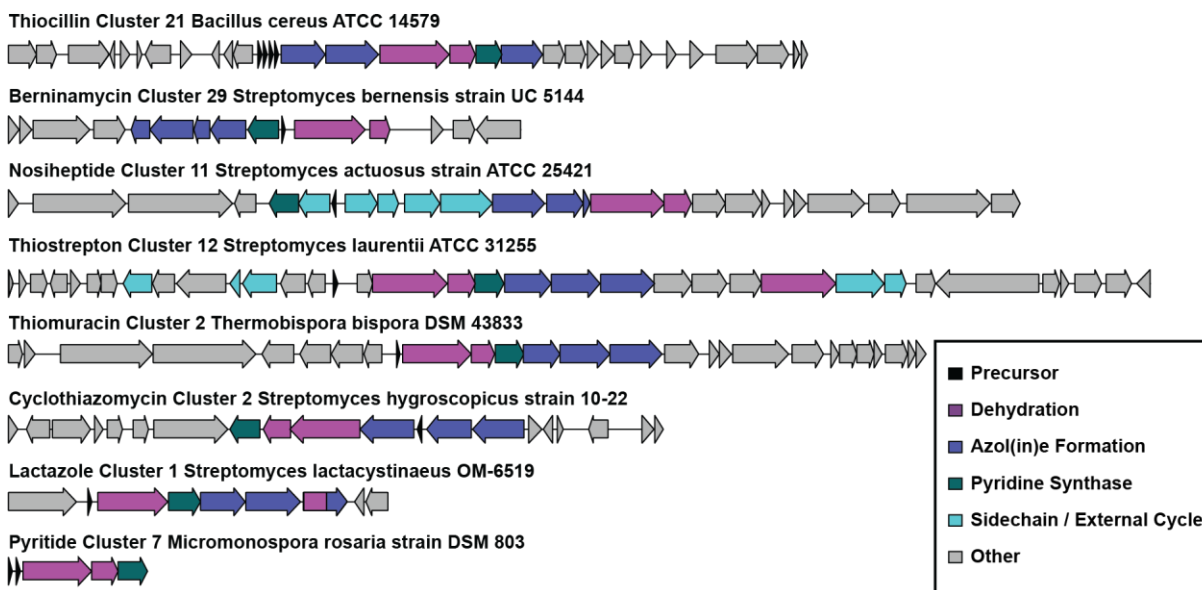 Thiocillin Cluster 21 Bacillus cereus ATCC 14579
Berninamycin Cluster 29 Streptomyces bernensis strain UC 5144
Nosiheptide Cluster 11 Streptomyces actuosus strain ATCC 25421
Thiostrepton Cluster 12 Streptomyces laurentii ATCC 31255
Thiomuracin Cluster 2 Thermobispora bispora DSM 43833
Cyclothiazomycin Cluster 2 Streptomyces hygroscopicus strain 10-22
Lactazole Cluster 1 Streptomyces lactacystinaeus OM-6519
Pyritide Cluster 7 Micromonospora rosaria strain DSM 803
Precursor
Dehydration
Azol(in)e Formation
Pyridine Synthase
Sidechain / External Cycle
Other